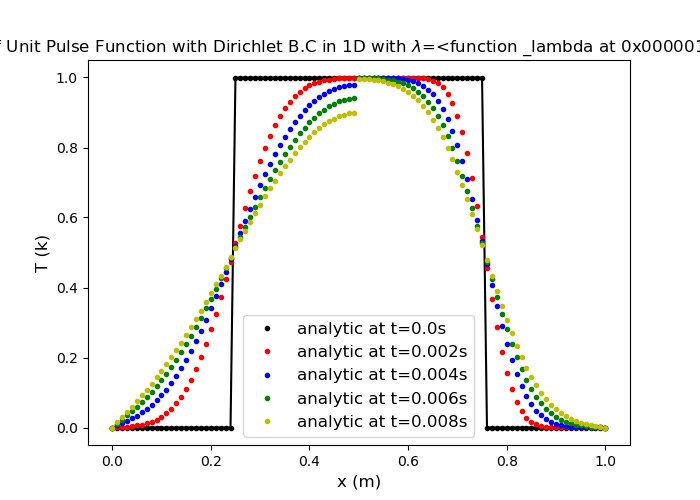 Unit Pulse Function with Dirichlet B.C in 1D with λ=<function _lambda at 0x000001
1.0
0.8
0.6
0.4
0.2
0.0
T (k)
analytic at t=0.0s
analytic at t=0.002s
analytic at t=0.004s
analytic at t=0.006s
analytic at t=0.008s
0.0 0.2 0.4 0.6 0.8 1.0
x (m)